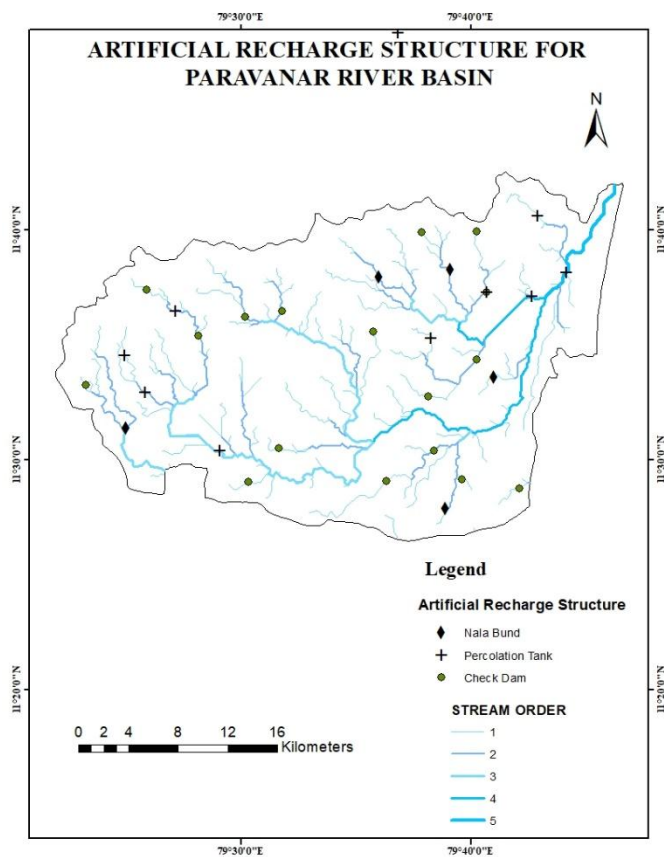 79°30'0"E
79°40'0"E
ARTIFICIAL RECHARGE STRUCTURE FOR
PARAVANAR RIVER BASIN
N
11°40'0"N
11°40'0"N
11°30'0"N
11°30'0"N
Legend
Artificial Recharge Structure
Nala Bund
Percolation Tank
Check Dam
11°20'0"N
11°20'0"N
STREAM ORDER
1
2
3
4
5
0 2 4 8 12 16
Kilometers
79°30'0"E
79°40'0"E